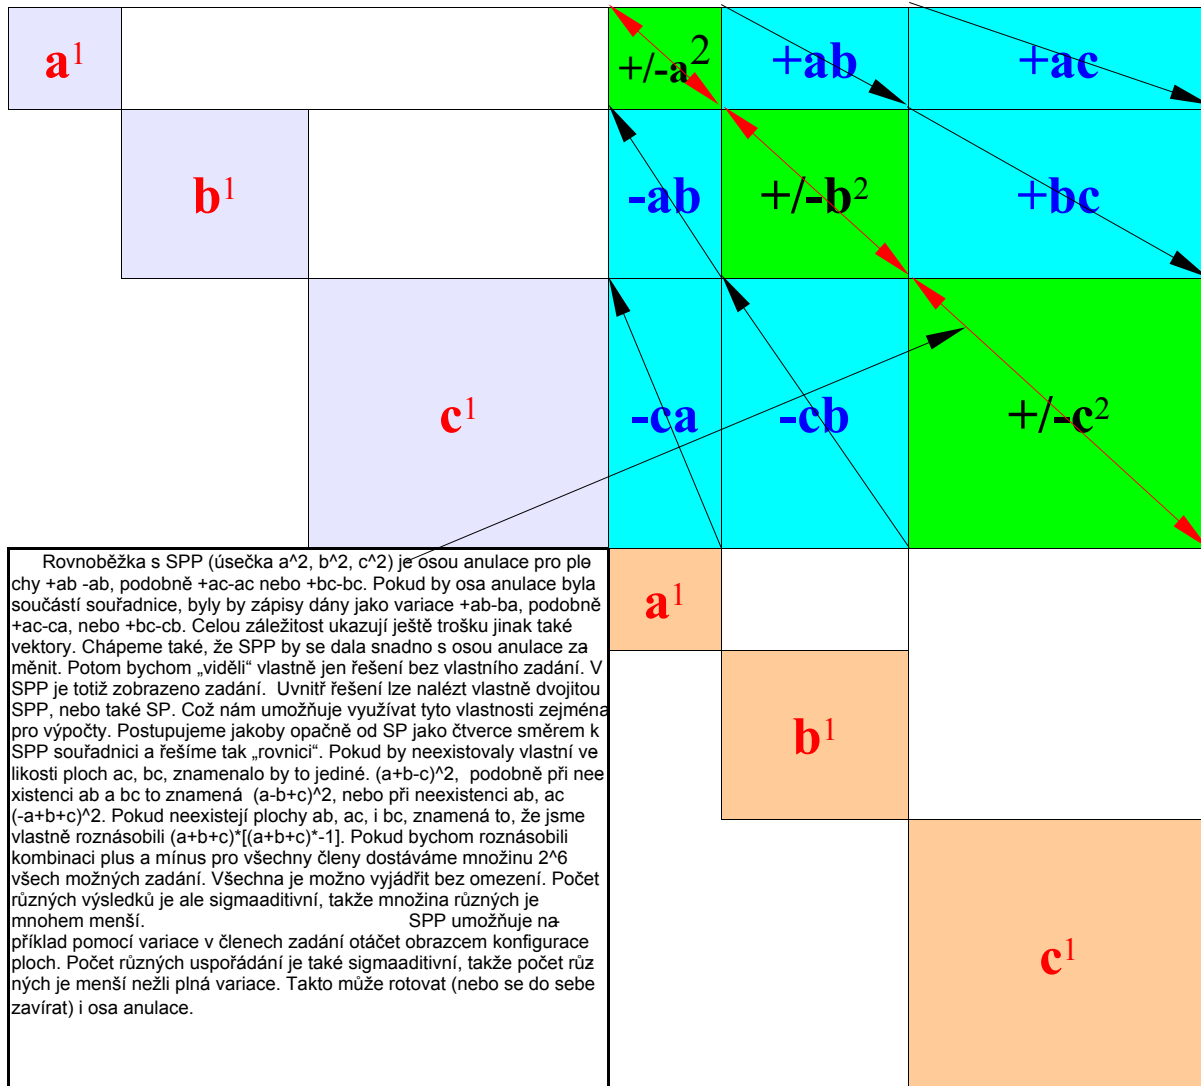 a¹ +/-a² +ab +ac
b¹ -ab +/-b² +bc
c¹ -ca -cb +/-c²
Rovnoběžka s SPP (úsečka a^2, b^2, c^2) je osou anulace pro plo
chy +ab -ab, podobně +ac-ac nebo +bc-bc. Pokud by osa anulace byla
součástí souřadnice, byly by zápisy dány jako variace +ab-ba, podobně
+ac-ca, nebo +bc-cb. Celou záležitost ukazují ještě trošku jinak také
vektory. Chápeme také, že SPP by se dala snadno s osou anulace za
měnit. Potom bychom „viděli“ vlastně jen řešení bez vlastního zadání. V
SPP je totiž zobrazeno zadání. Uvnitř řešení lze nalézt vlastně dvojitou
SPP, nebo také SP. Což nám umožňuje využívat tyto vlastnosti zejména
pro výpočty. Postupujeme jakoby opačně od SP jako čtverce směrem k
SPP souřadnici a řešíme tak „rovnici“. Pokud by neexistovaly vlastní ve
likosti ploch ac, bc, znamenalo by to jediné. (a+b-c)^2, podobně při nee
xistenci ab a bc to znamená (a-b+c)^2, nebo při neexistenci ab, ac
(-a+b+c)^2. Pokud neexistejí plochy ab, ac, i bc, znamená to, že jsme
vlastně roznásobili (a+b+c)*[(a+b+c)*-1]. Pokud bychom roznásobili
kombinaci plus a mínus pro všechny členy dostáváme množinu 2^6
všech možných zadání. Všechna je možno vyjádřit bez omezení. Počet
různých výsledků je ale sigmaaditivní, takže množina různých je
mnohem menší. SPP umožňuje na
příklad pomocí variace v členech zadání otáčet obrazcem konfigurace
ploch. Počet různých uspořádání je také sigmaaditivní, takže počet růz
ných je menší nežli plná variace. Takto může rotovat (nebo se do sebe
zavírat) i osa anulace.
a¹
b¹
c¹